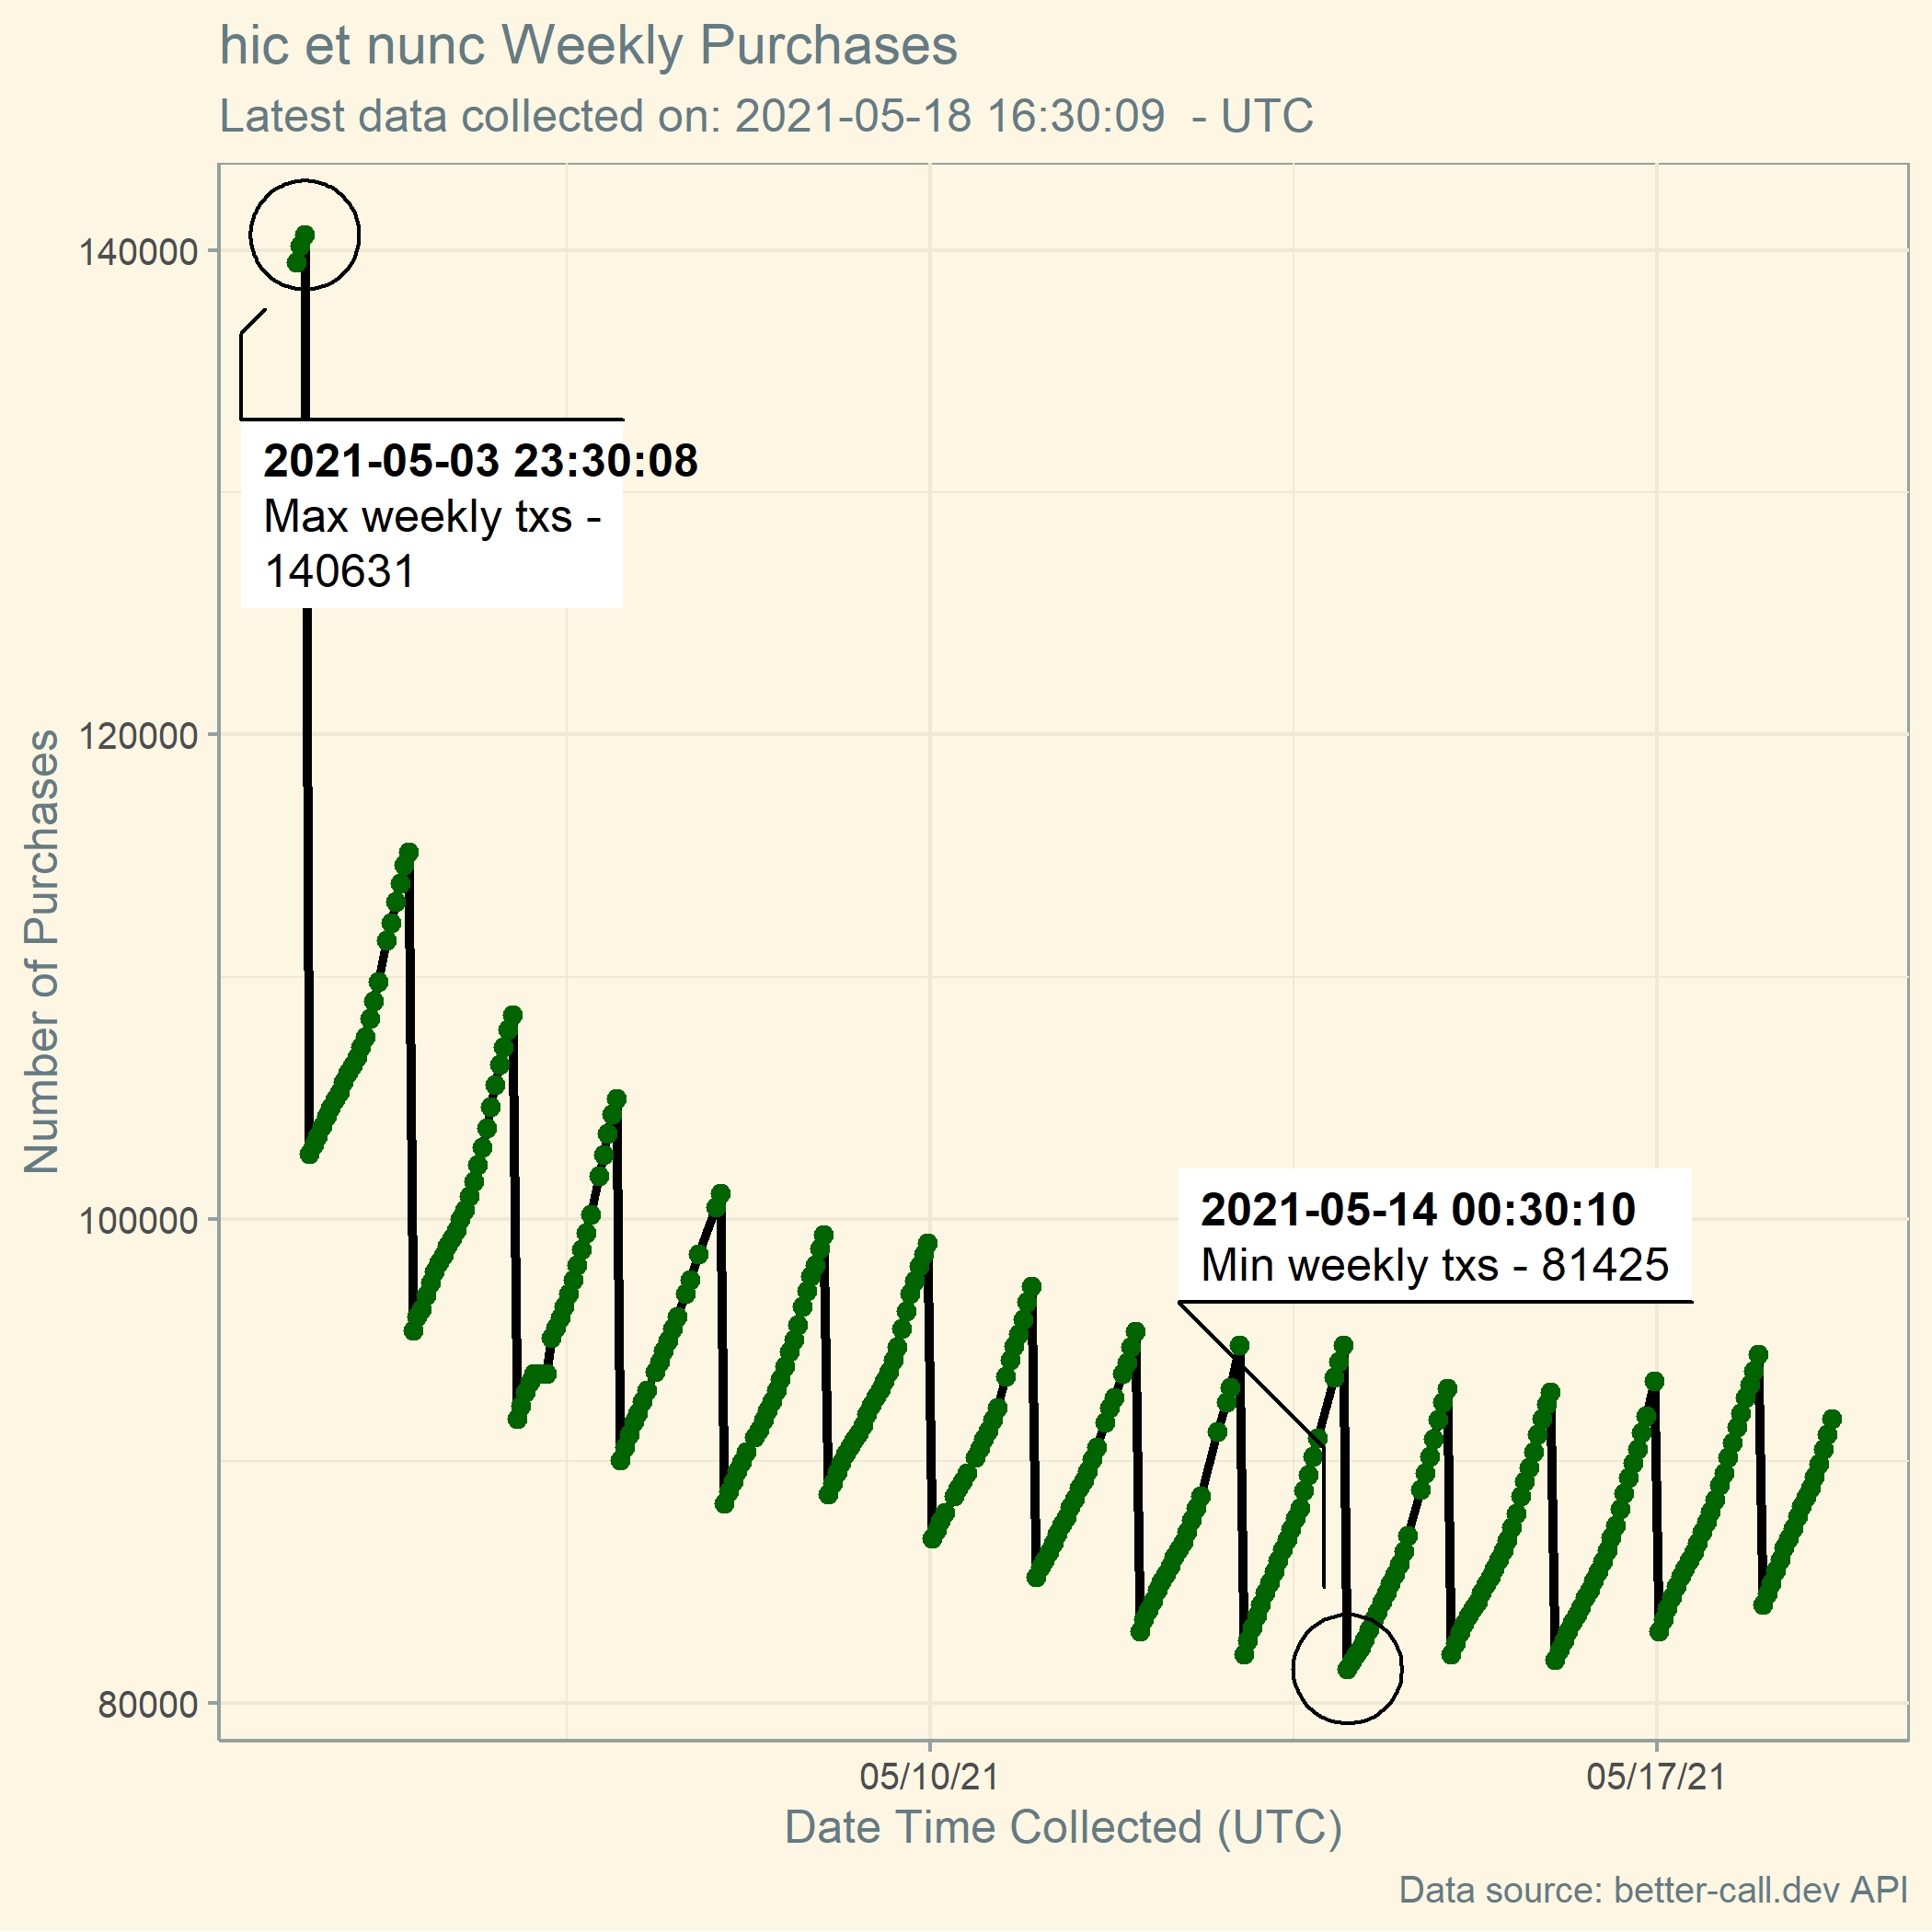 hic et nunc Weekly Purchases
Latest data collected on: 2021-05-18 16:30:09  - UTC
140000
2021-05-03 23:30:08
Max weekly txs -
140631
120000
Number of Purchases
100000
2021-05-14 00:30:10
Min weekly txs - 81425
80000
05/10/21
05/17/21
Date Time Collected (UTC)
Data source: better-call.dev API